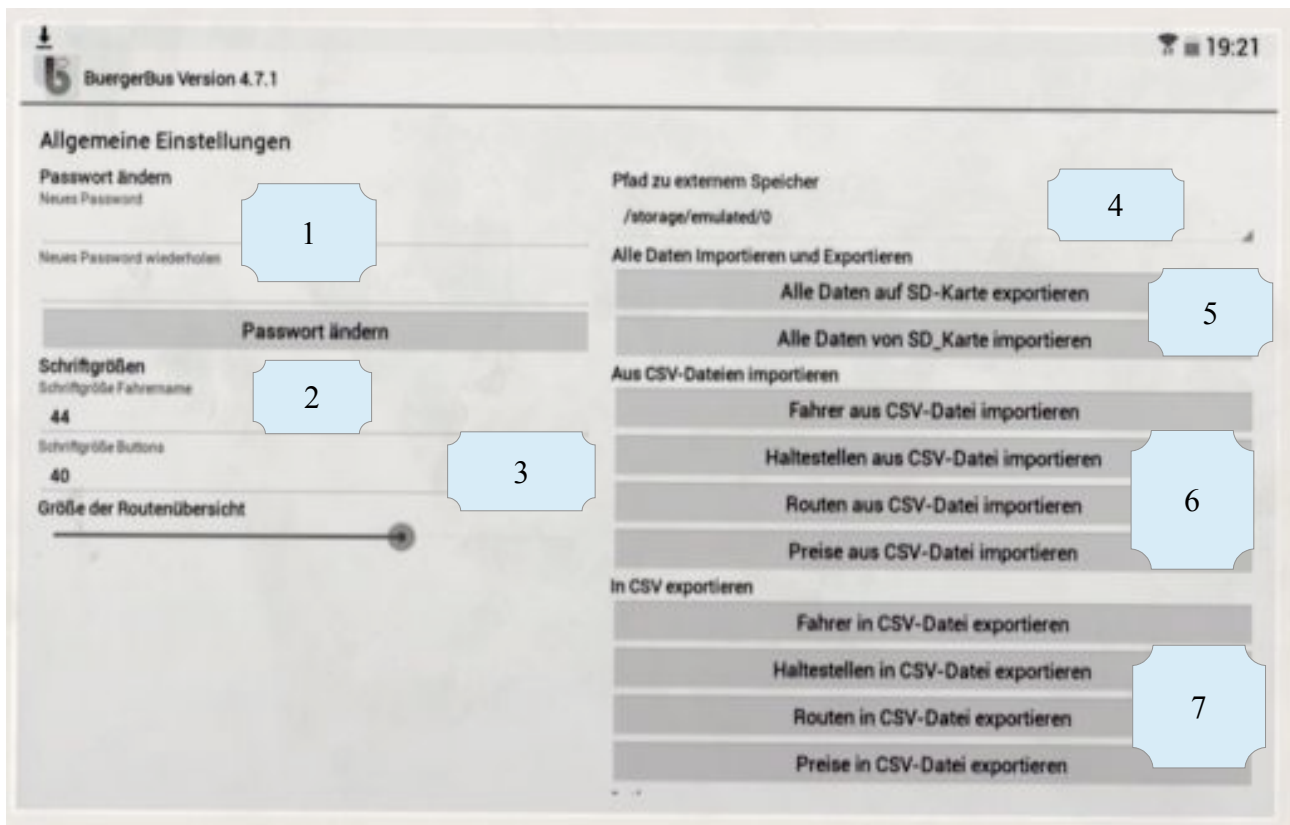 19:21
BuergerBus Version 4.7.1
Allgemeine Einstellungen
Passwort ändern
Neues Password
1
Neues Password wiederholen
Passwort ändern
Schriftgrößen
Schriftgröße Fahrername
2
44
Schriftgröße Buttons
3
40
Größe der Routenübersicht
Pfad zu externem Speicher
4
/storage/emulated/0
Alle Daten Importieren und Exportieren
Alle Daten auf SD-Karte exportieren
5
Alle Daten von SD_Karte importieren
Aus CSV-Dateien importieren
Fahrer aus CSV-Datei importieren
Haltestellen aus CSV-Datei importieren
Routen aus CSV-Datei importieren
6
Preise aus CSV-Datei importieren
In CSV exportieren
Fahrer in CSV-Datei exportieren
Haltestellen in CSV-Datei exportieren
7
Routen in CSV-Datei exportieren
Preise in CSV-Datei exportieren